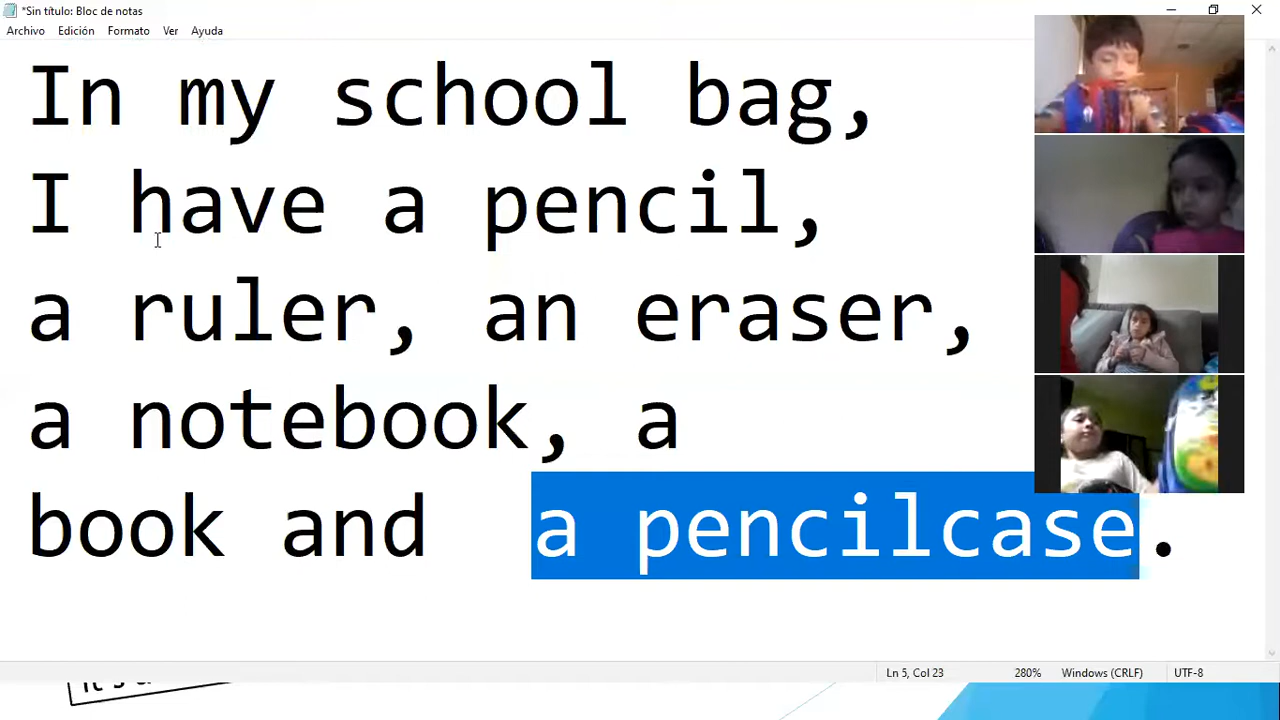 *Sin título: Bloc de notas
Archivo Edición Formato Ver Ayuda
In my school bag,
I have a pencil,
a ruler, an eraser,
a notebook, a
book and a pencilcase.
Ln 5, Col 23 280% Windows (CRLF) UTF-8